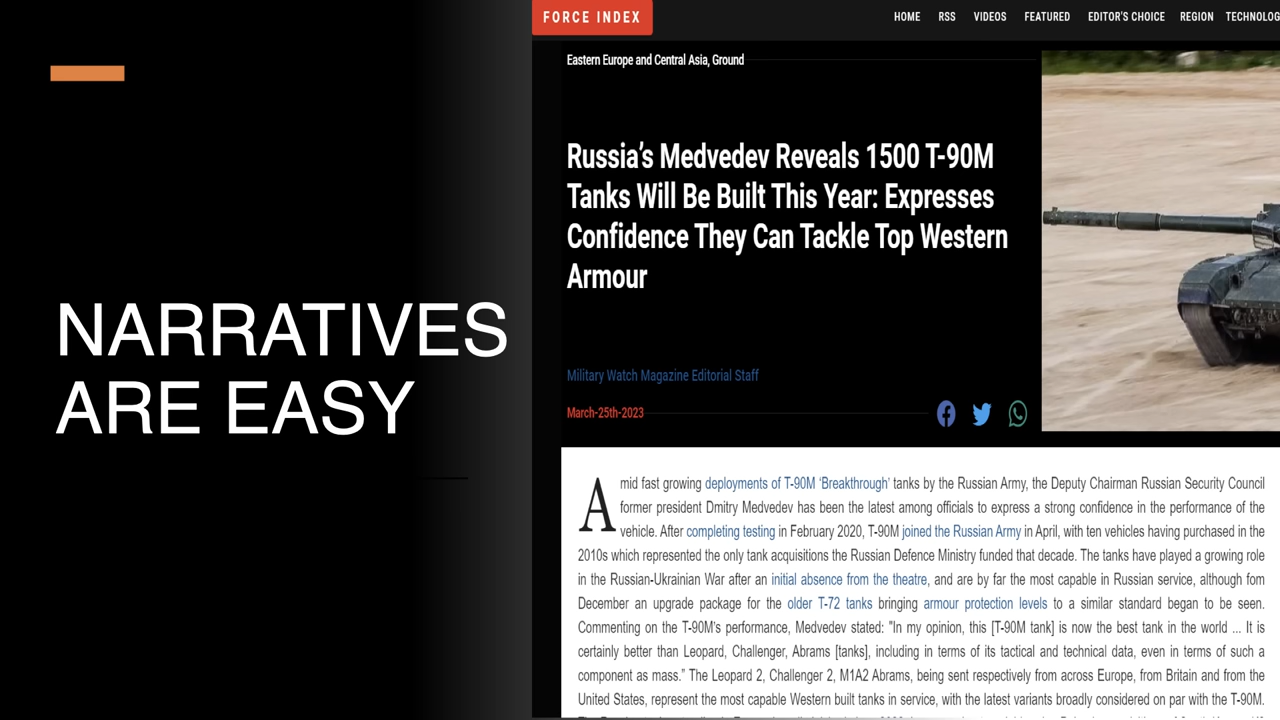 NARRATIVES
ARE EASY
FORCE INDEX
HOME RSS VIDEOS FEATURED EDITOR'S CHOICE REGION TECHNOLOG
Eastern Europe and Central Asia, Ground
Russia's Medvedev Reveals 1500 T-90M
Tanks Will Be Built This Year: Expresses
Confidence They Can Tackle Top Western
Armour
Military Watch Magazine Editorial Staff
March-25th-2023
Amid fast growing deployments of T-90M 'Breakthrough' tanks by the Russian Army, the Deputy Chairman Russian Security Council
former president Dmitry Medvedev has been the latest among officials to express a strong confidence in the performance of the
vehicle. After completing testing in February 2020, T-90M joined the Russian Army in April, with ten vehicles having purchased in the
2010s which represented the only tank acquisitions the Russian Defence Ministry funded that decade. The tanks have played a growing role
in the Russian-Ukrainian War after an initial absence from the theatre, and are by far the most capable in Russian service, although fom
December an upgrade package for the older T-72 tanks bringing armour protection levels to a similar standard began to be seen.
Commenting on the T-90M's performance, Medvedev stated: "In my opinion, this [T-90M tank] is now the best tank in the world ... It is
certainly better than Leopard, Challenger, Abrams [tanks], including in terms of its tactical and technical data, even in terms of such a
component as mass." The Leopard 2, Challenger 2, M1A2 Abrams, being sent respectively from across Europe, from Britain and from the
United States, represent the most capable Western built tanks in service, with the latest variants broadly considered on par with the T-90M.